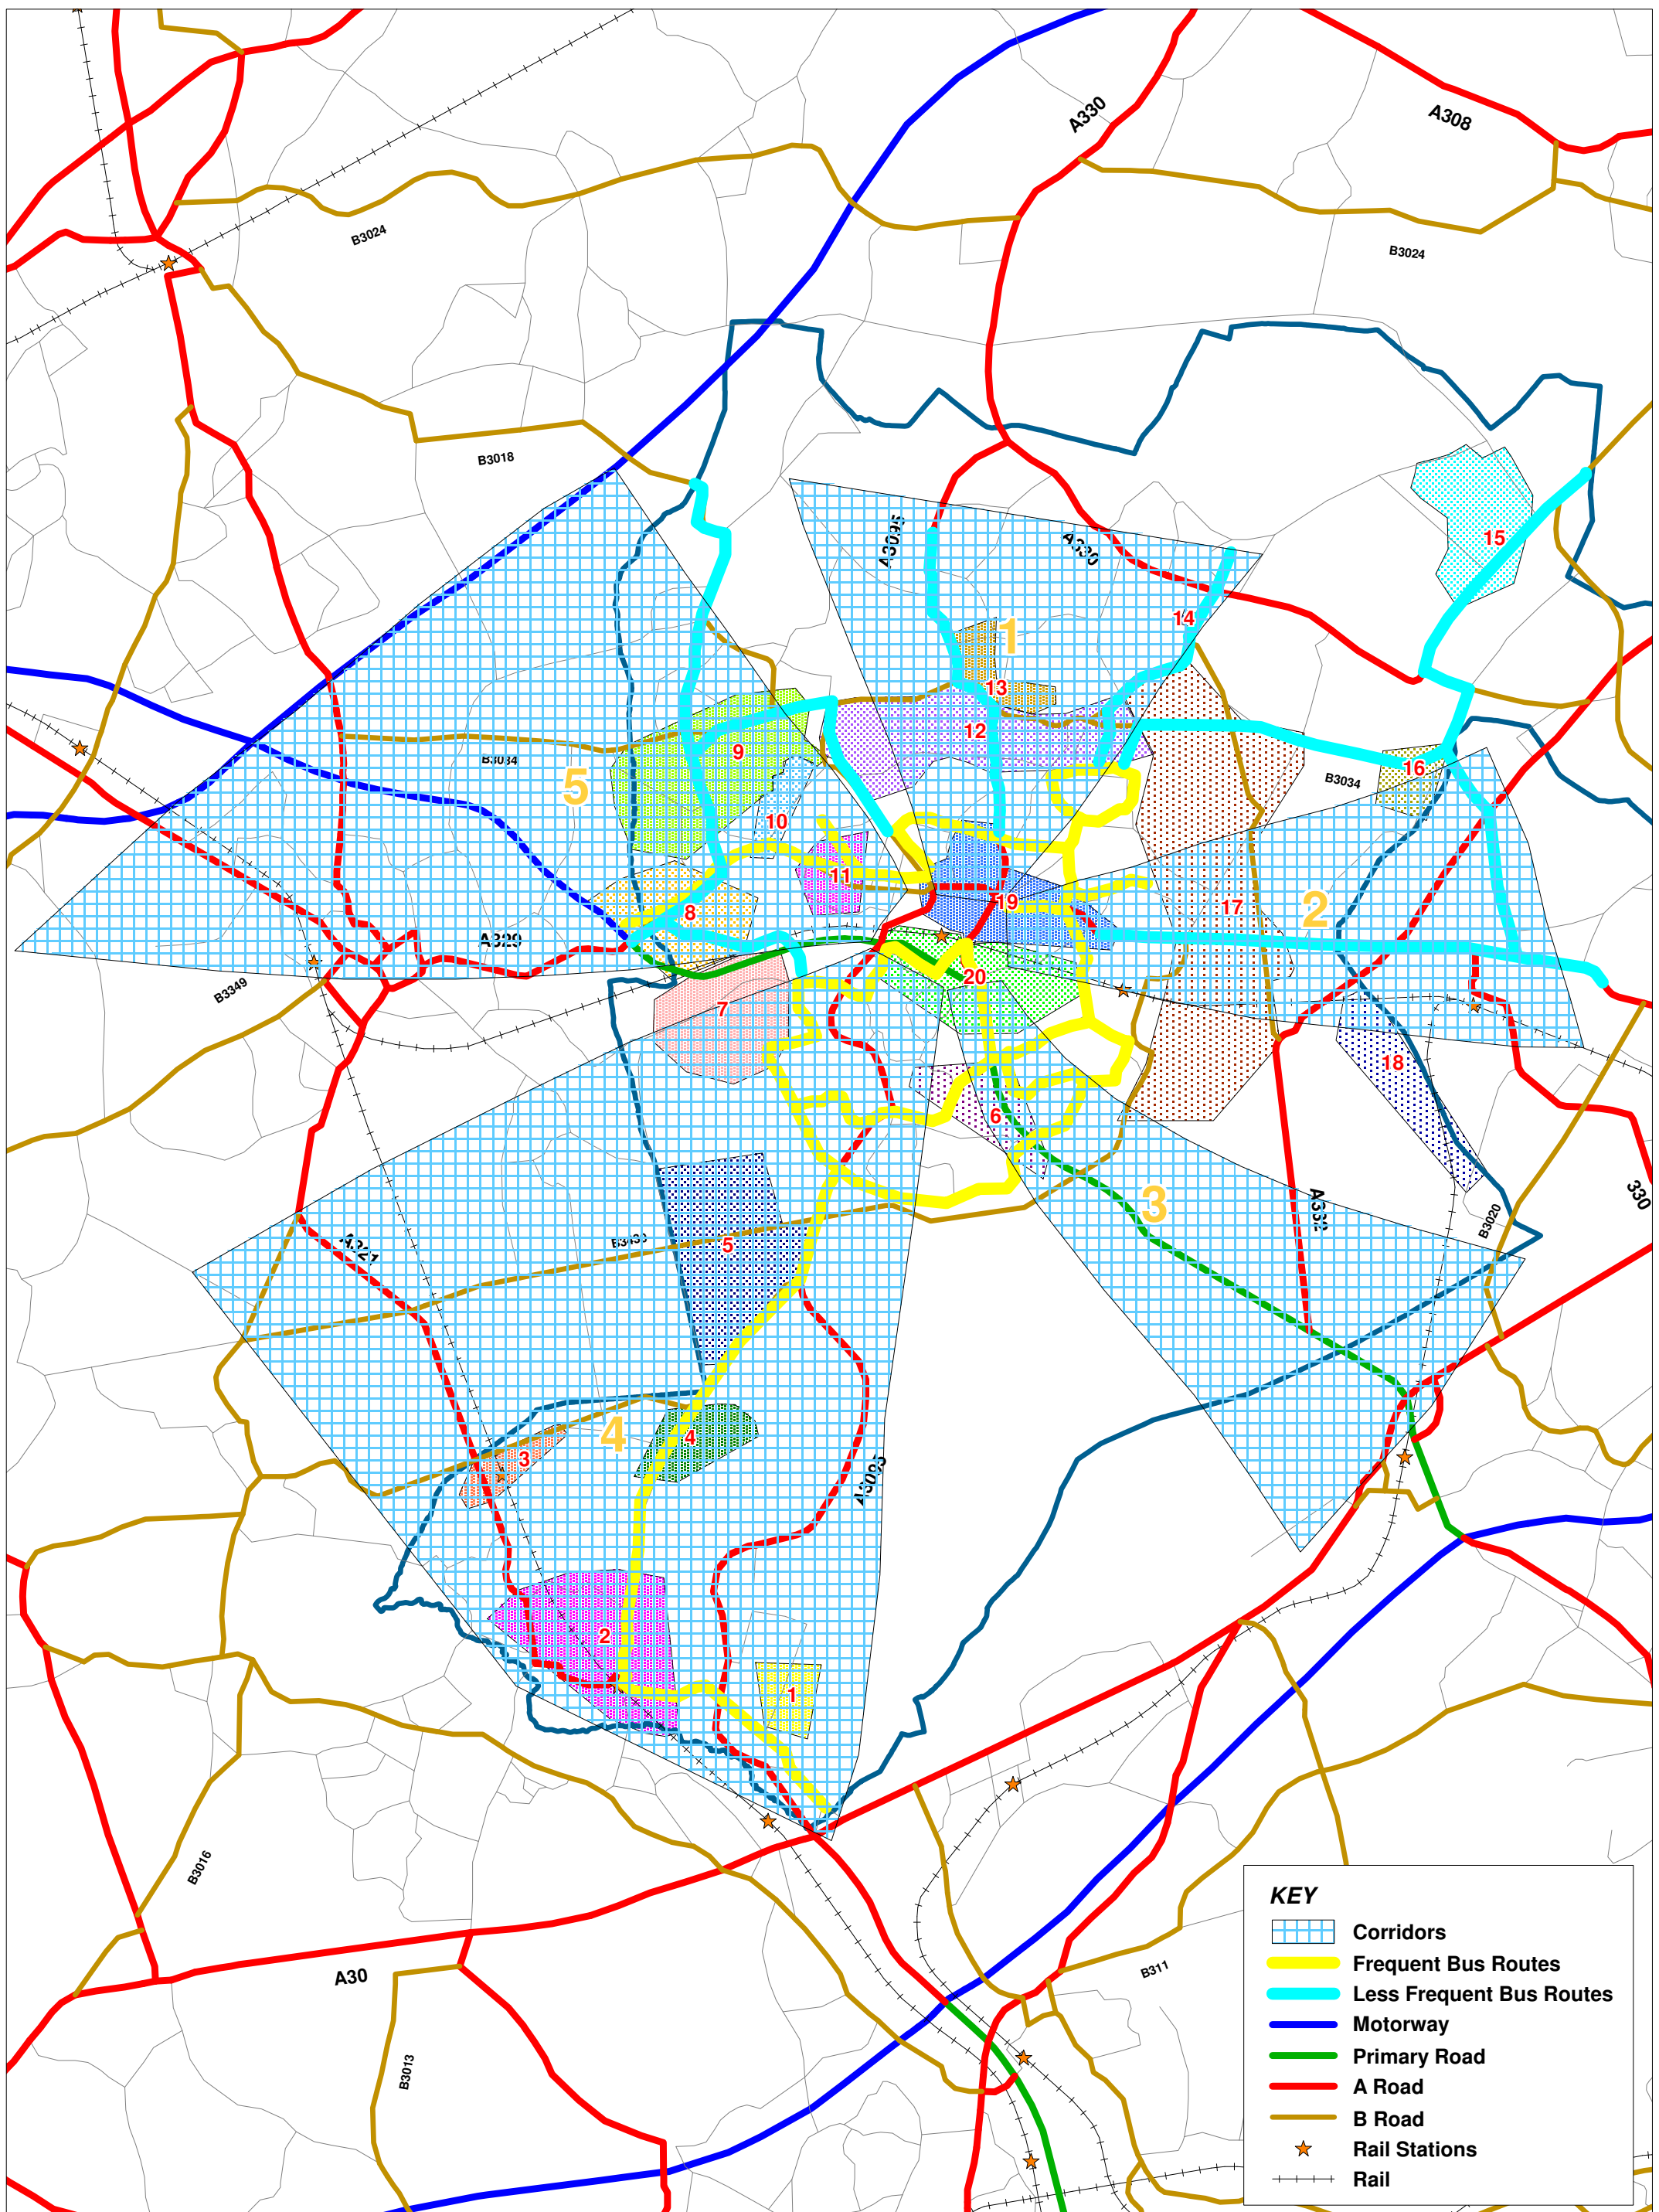 A330
A308
B3024
B3024
B3018
A3095
A330
15
14
1
13
12
9
B3034
5
16
B3034
10
11
8
19
17
2
A329
20
B3349
7
18
6
3
A332
330
B3020
A321
B3430
5
4
4
3
A3095
2
1
B3016
A30
B311
B3013
KEY
Corridors
Frequent Bus Routes
Less Frequent Bus Routes
Motorway
Primary Road
A Road
B Road
Rail Stations
Rail